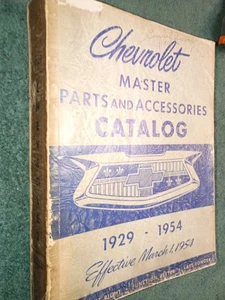 Chevrolet
MASTER
PARTS AND ACCESSORIES
CATALOG
1929 - 1954
Effective March 1, 1954